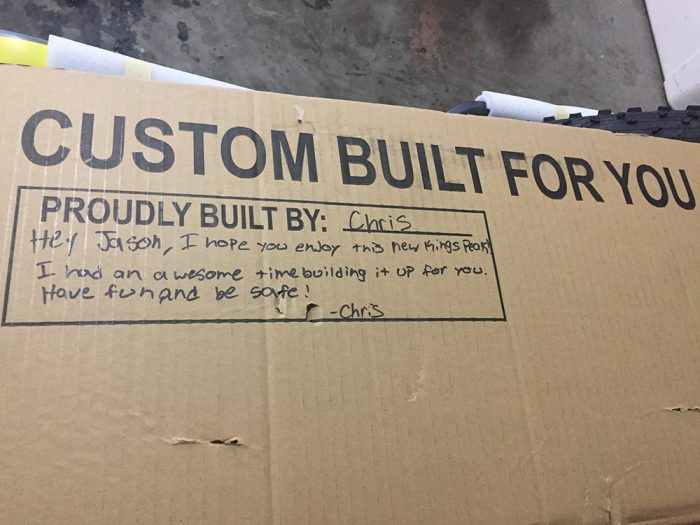 CUSTOM BUILT FOR YOU
PROUDLY BUILT BY: Chris
Hey Jason, I hope you enjoy this new Kings Peak!
I had an awesome time building it up for you.
Have fun and be safe!
-Chris